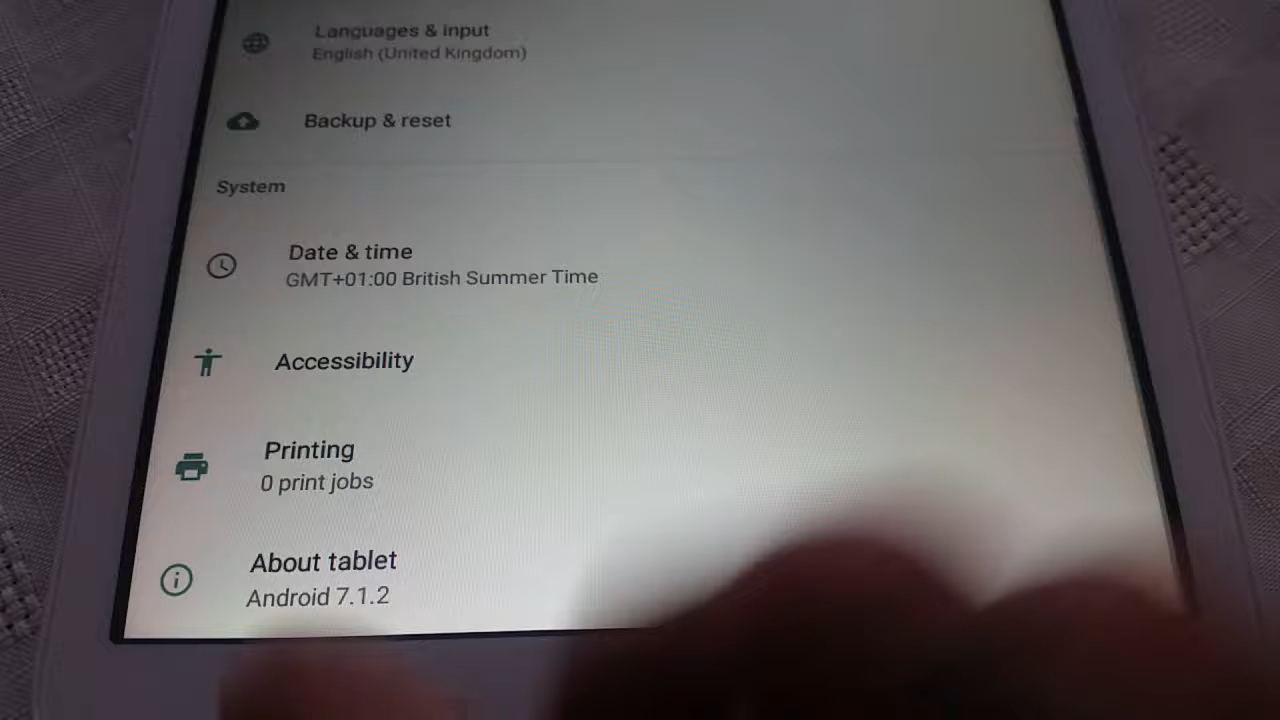 Languages & input
English (United Kingdom)
Backup & reset
System
Date & time
GMT+01:00 British Summer Time
Accessibility
Printing
0 print jobs
About tablet
Android 7.1.2